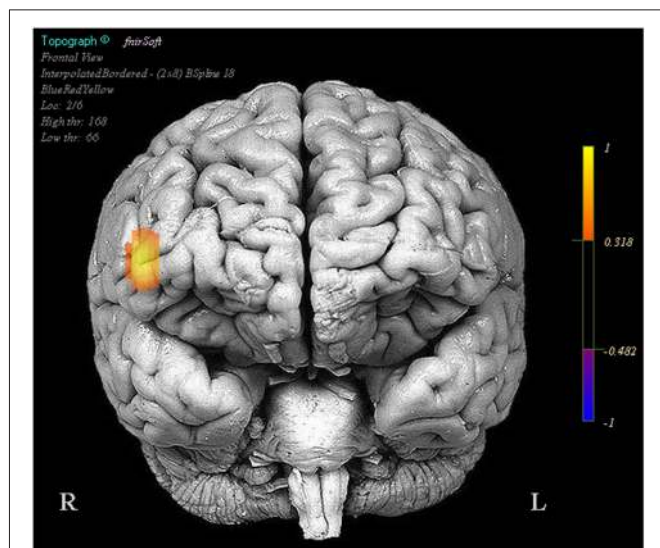 Topograph © fnirSoft
Frontal View
InterpolatedBordered - (2x8) BSpline 18
BlueRedYellow
Loc: 2/6
High thr: 168
Low thr: 66
1
0.318
-0.482
-1
R
L